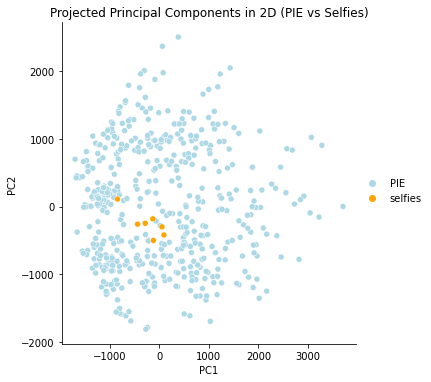 Projected Principal Components in 2D (PIE vs Selfies)
2000
1000
0
−1000
−2000
PC2
−1000
0
1000
2000
3000
PC1
PIE
selfies